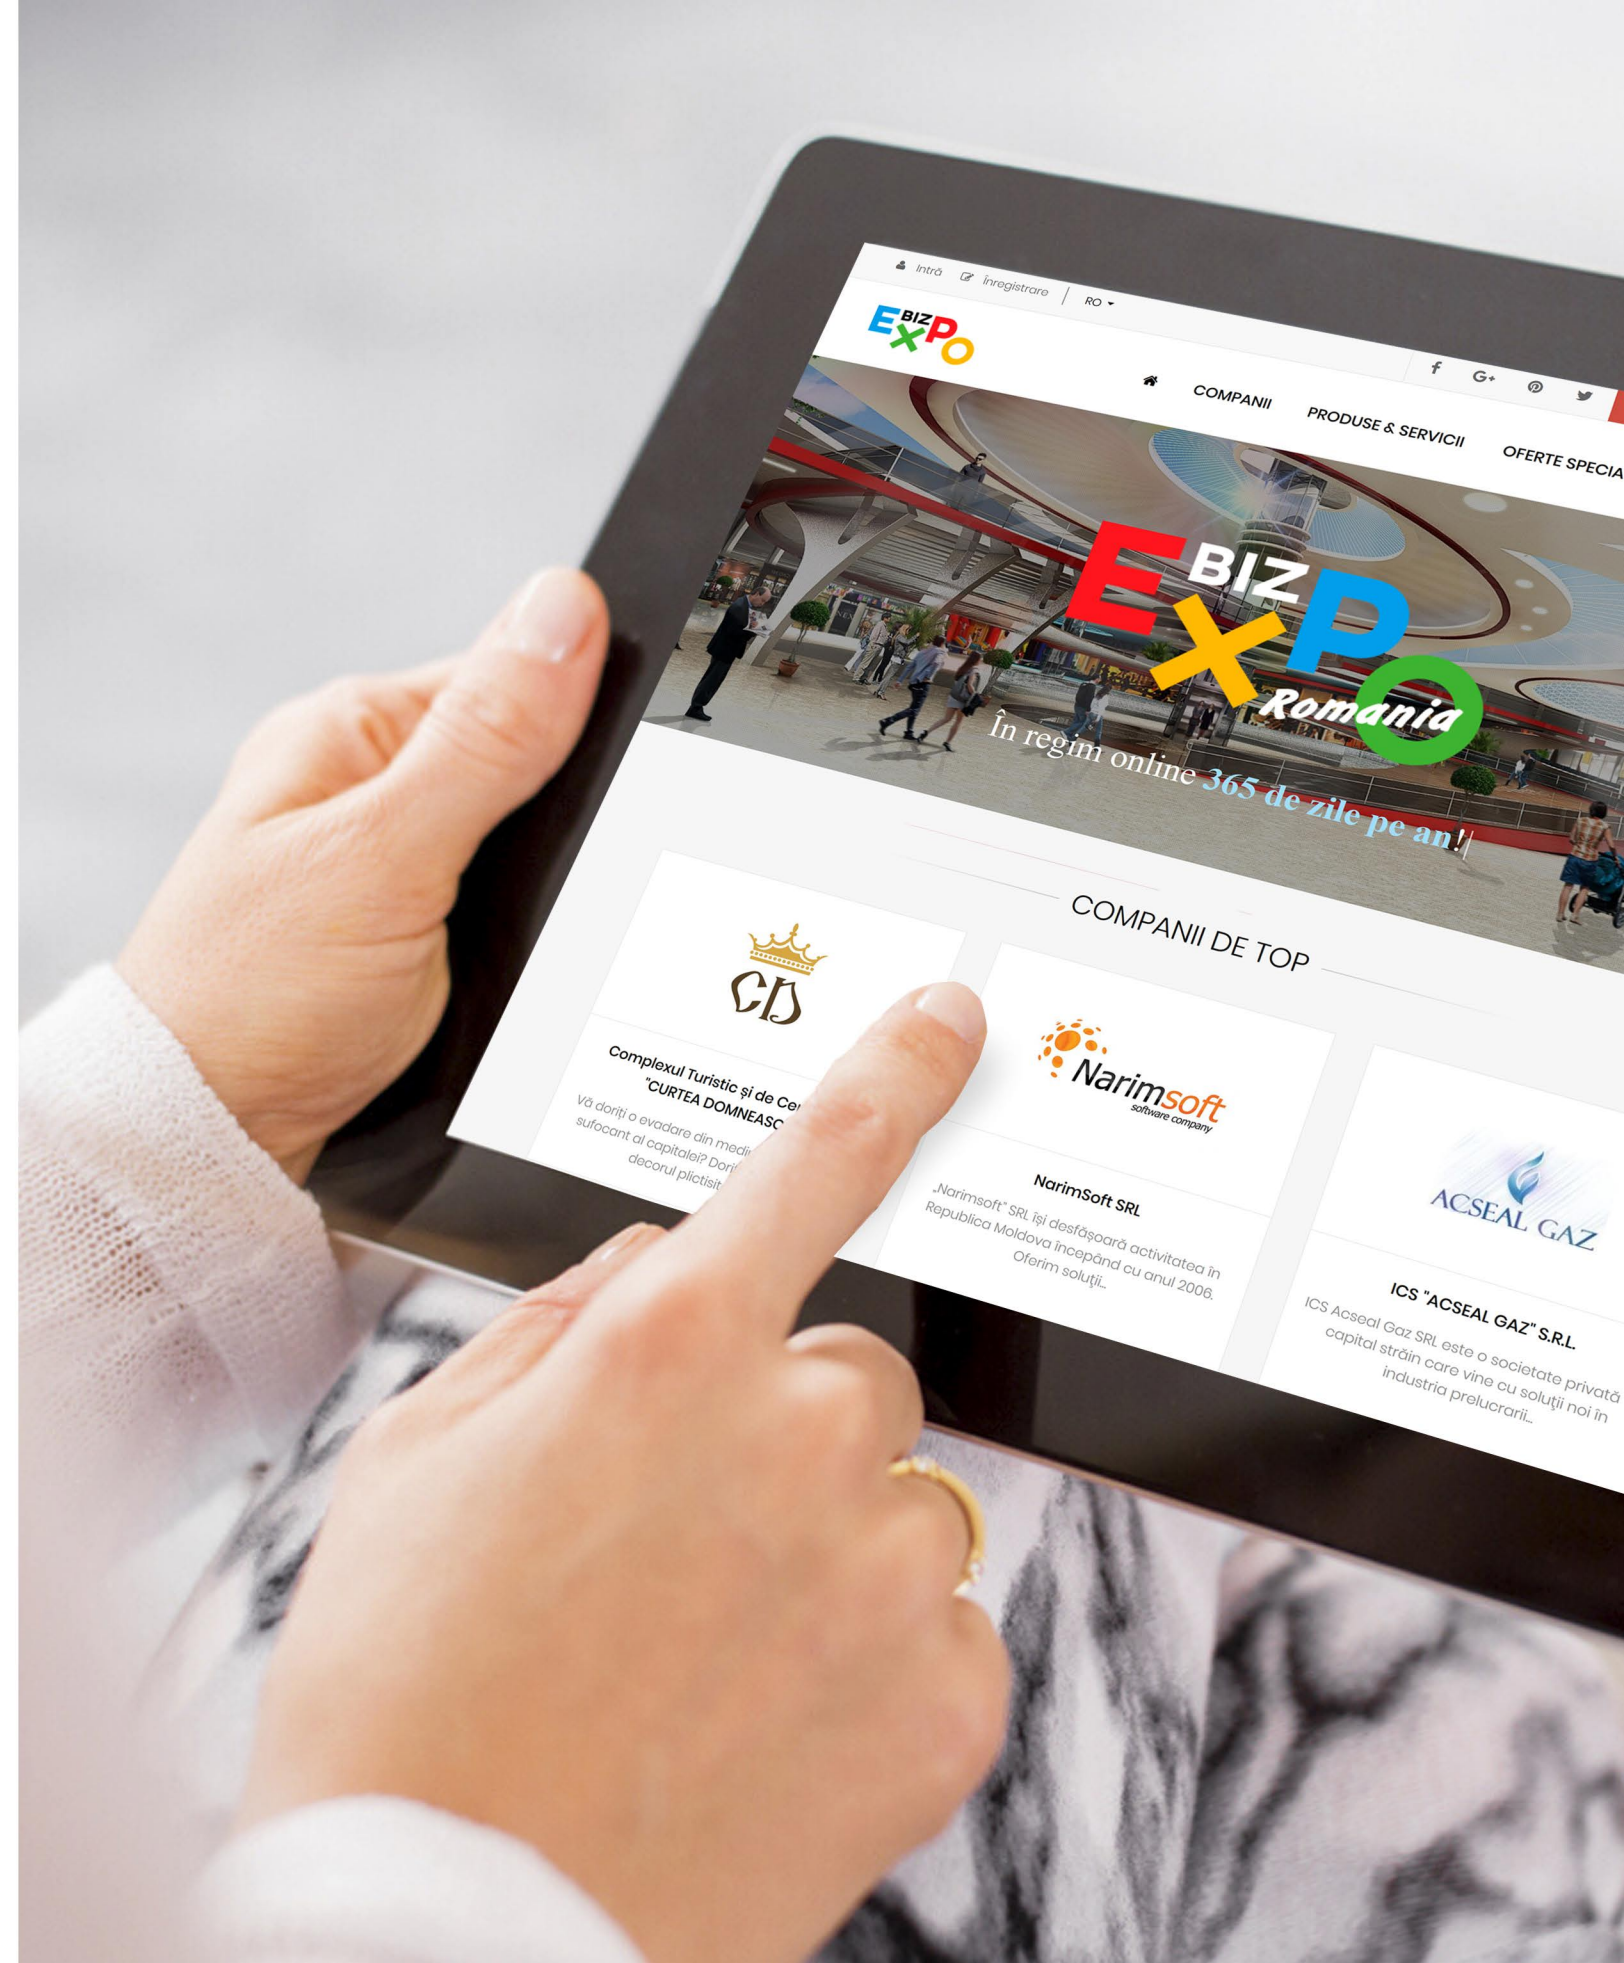 Intră Înregistrare RO
EXPO BIZ
COMPANII PRODUSE & SERVICII OFERTE
EXPO BIZ
Romania
În regim online 365 de zile pe an!
COMPANII DE TOP
CD
Complexul Turistic și de
"CURTEA
Vă doriți o evadare din
sufocant al capitalei?
decorul
Narimsoft
software company
NarimSoft SRL
„Narimsoft" SRL își desfășoară activitatea în
Republica Moldova începând cu anul 2006.
Oferim soluții...
ACSEAL GAZ
ICS "ACSEAL GAZ" S.R.L.
ICS Acseal Gaz SRL este o societate privată
capital străin care vine cu soluții noi în
industria prelucrarii...